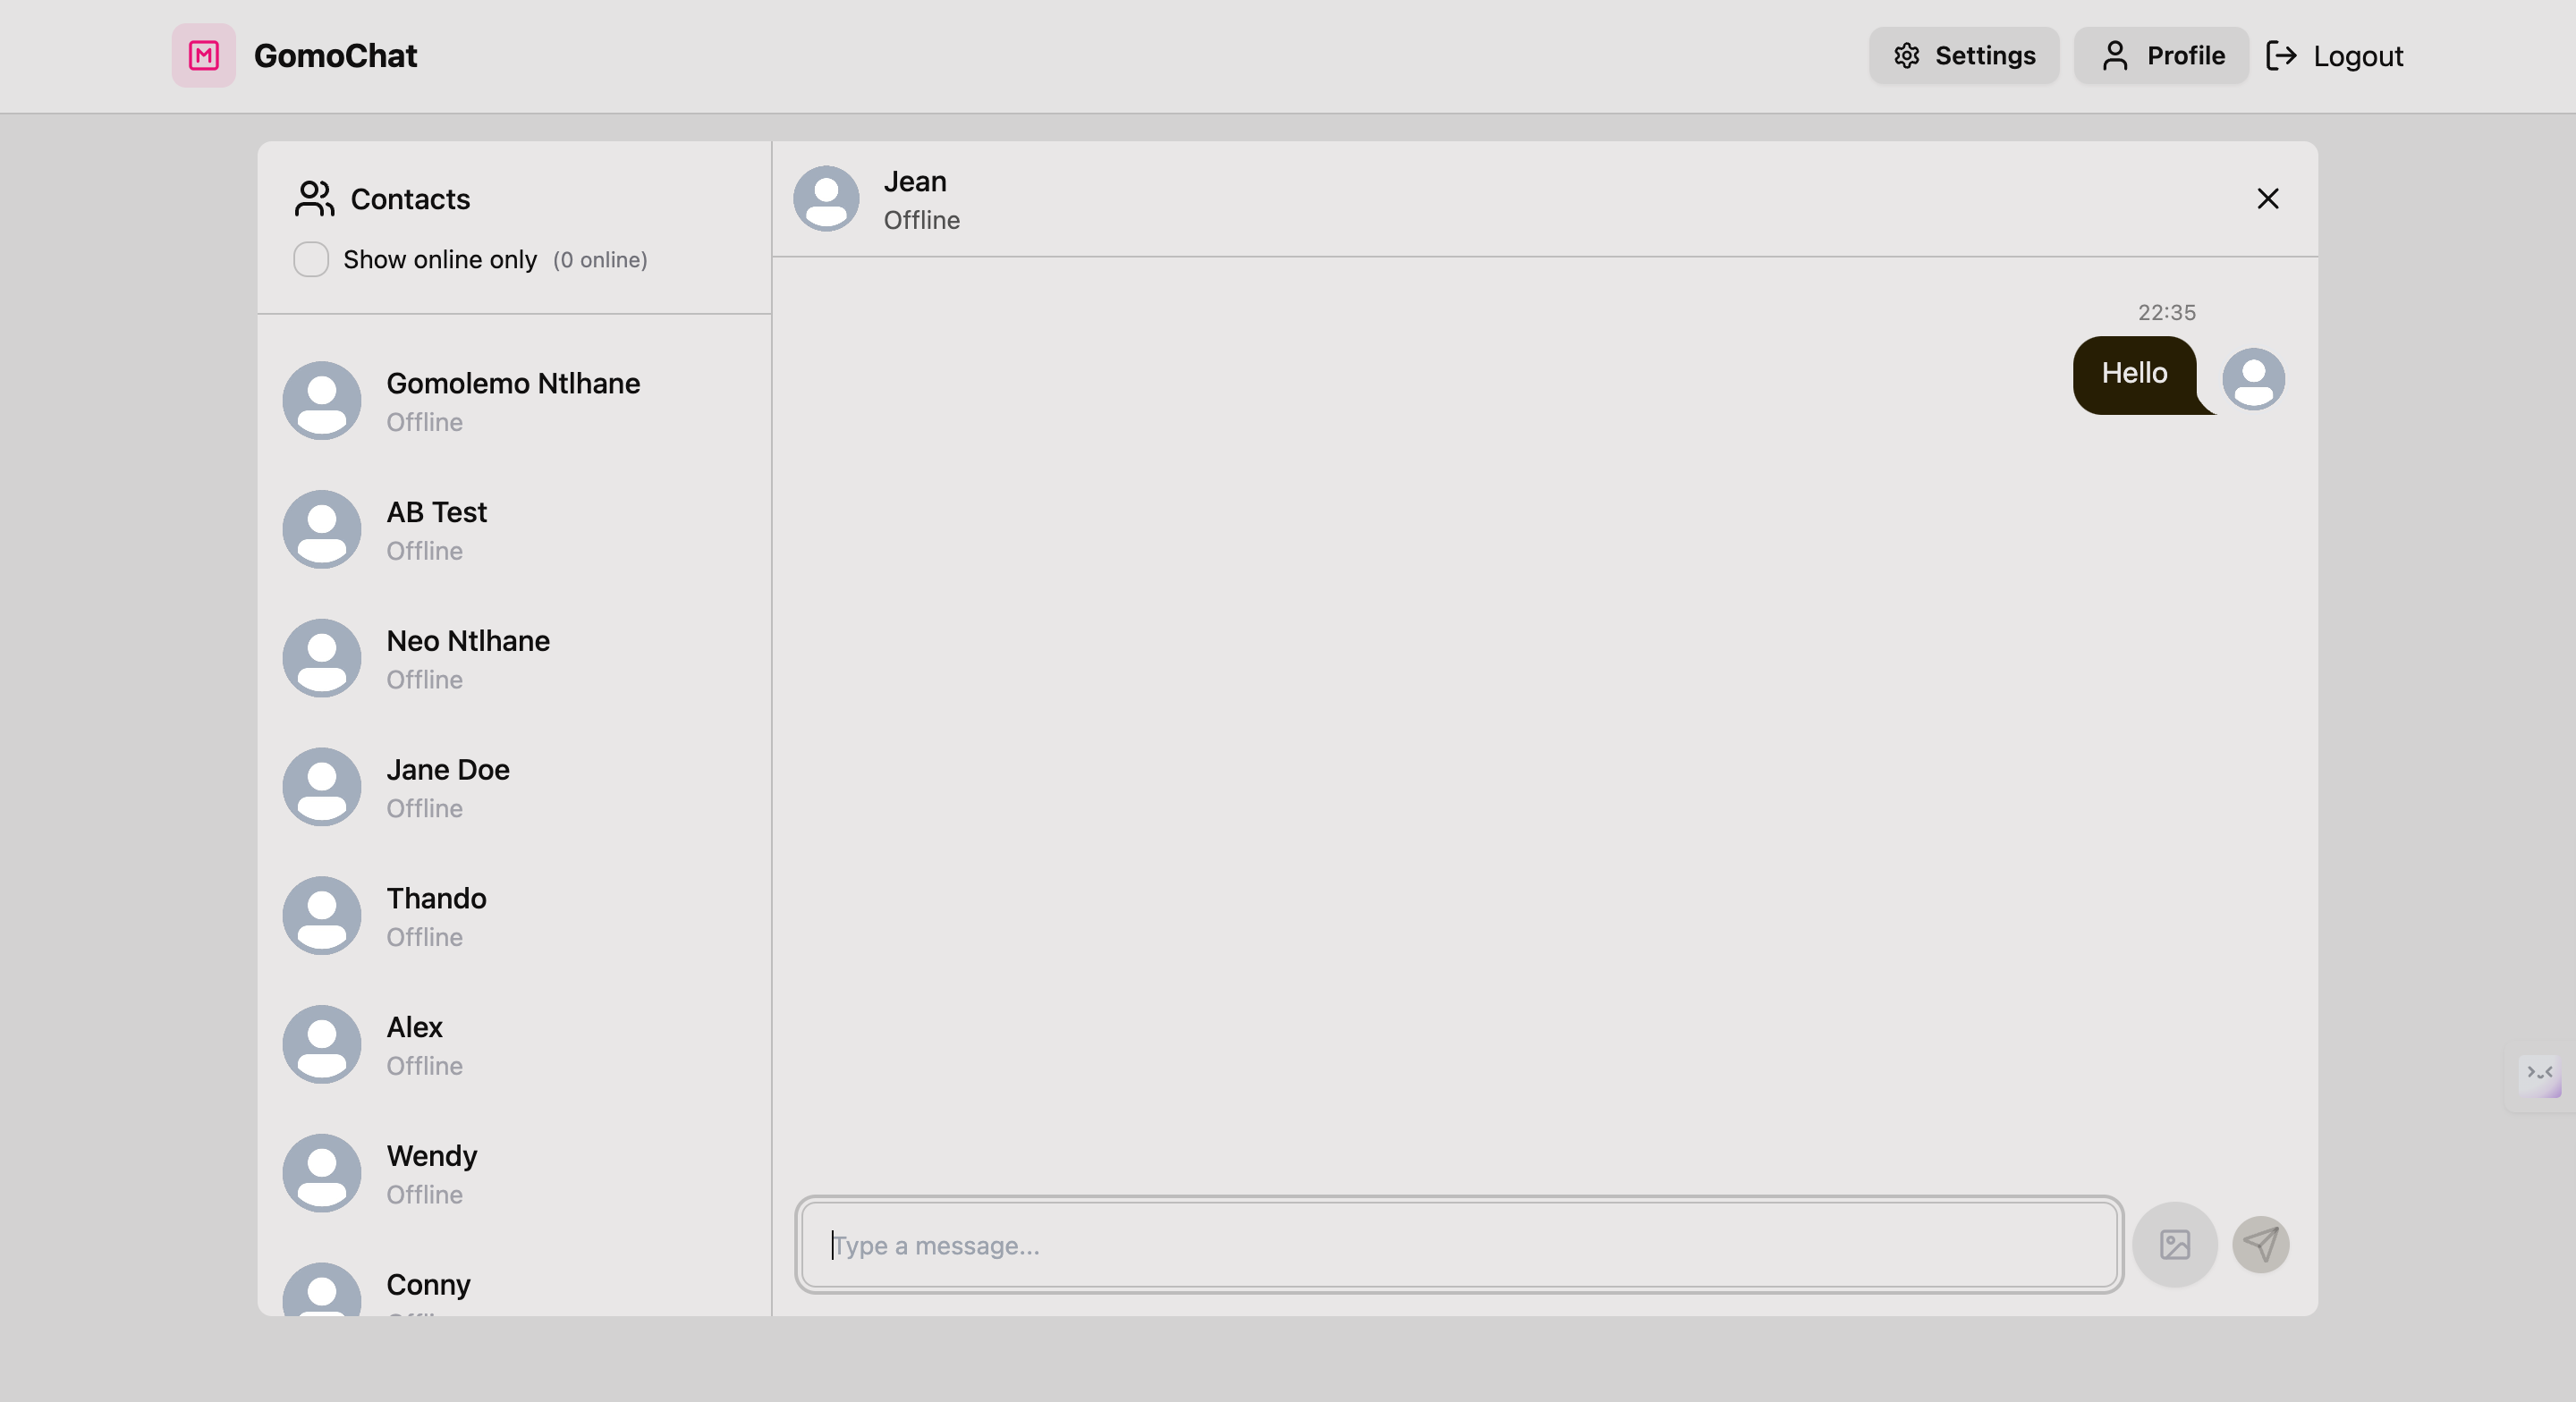 GomoChat
Settings
Profile
Logout
Contacts
Show online only (0 online)
Gomolemo Ntlhane
Offline
AB Test
Offline
Neo Ntlhane
Offline
Jane Doe
Offline
Thando
Offline
Alex
Offline
Wendy
Offline
Conny
Jean
Offline
22:35
Hello
Type a message...